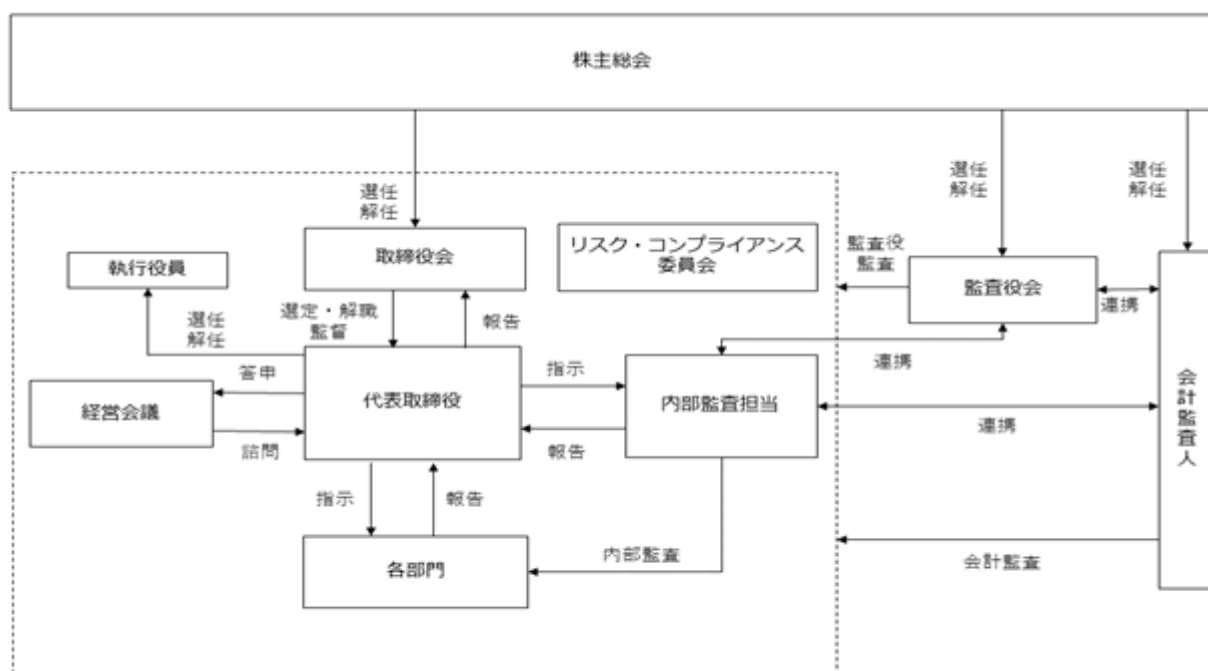 株主総会
選任
解任
選任
解任
選任
解任
取締役会
リスク・コンプライアンス
委員会
監査役
監査
監査役会
執行役員
選定・解職
監督
報告
連携
選任
解任
連携
答申
指示
経営会議
代表取締役
内部監査担当
会計監査人
連携
諮問
報告
指示
報告
各部門
内部監査
会計監査